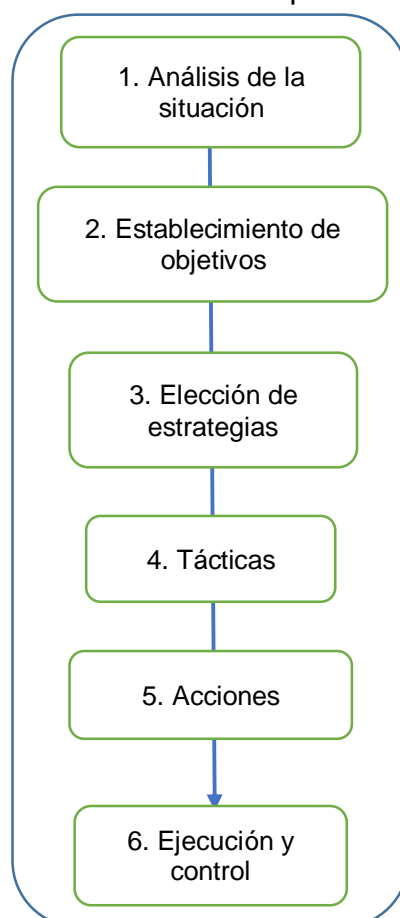 1. Análisis de la
situación
2. Establecimiento de
objetivos
3. Elección de
estrategias
4. Tácticas
5. Acciones
6. Ejecución y
control